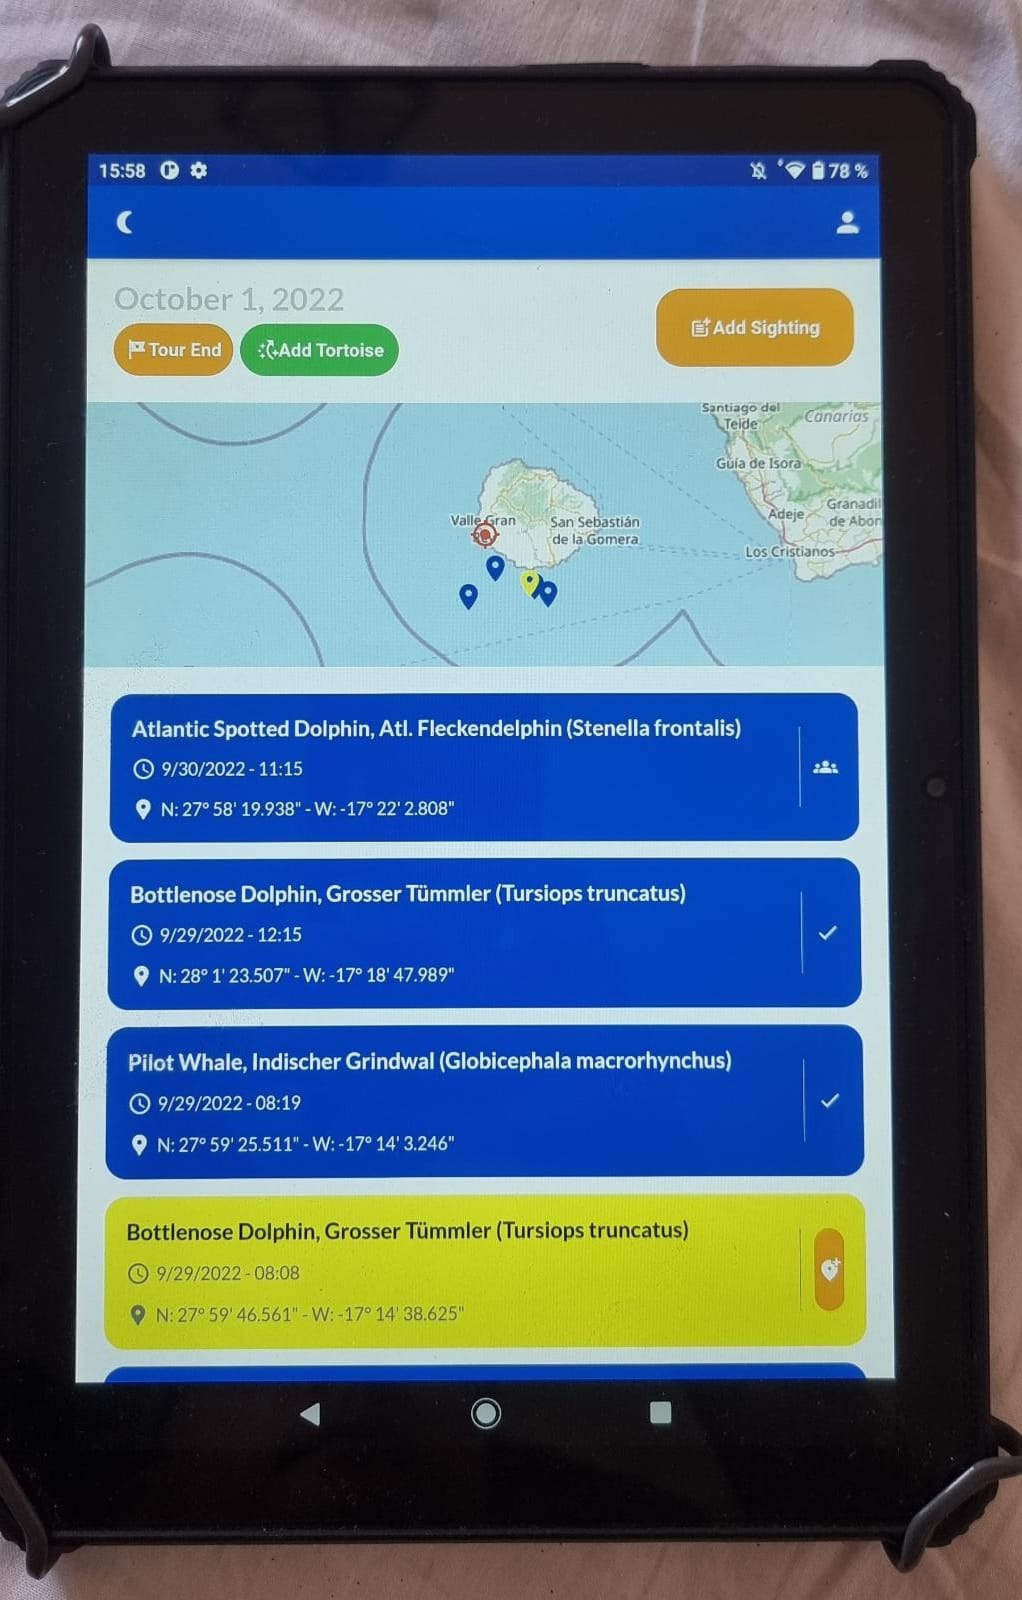 15:58
78 %
October 1, 2022
Tour End
Add Tortoise
Add Sighting
Santiago del
Teide
Canarias
Guía de Isora
Granadil
Adeje
de Abon
Valle Gran
San Sebastián
de la Gomera
Los Cristianos
Atlantic Spotted Dolphin, Atl. Fleckendelphin (Stenella frontalis)
9/30/2022 - 11:15
N: 27° 58' 19.938" - W: -17° 22' 2.808"
Bottlenose Dolphin, Grosser Tümmler (Tursiops truncatus)
9/29/2022 - 12:15
N: 28° 1' 23.507" - W: -17° 18' 47.989"
Pilot Whale, Indischer Grindwal (Globicephala macrorhynchus)
9/29/2022 - 08:19
N: 27° 59' 25.511" - W: -17° 14' 3.246"
Bottlenose Dolphin, Grosser Tümmler (Tursiops truncatus)
9/29/2022 - 08:08
N: 27° 59' 46.561" - W: -17° 14' 38.625"